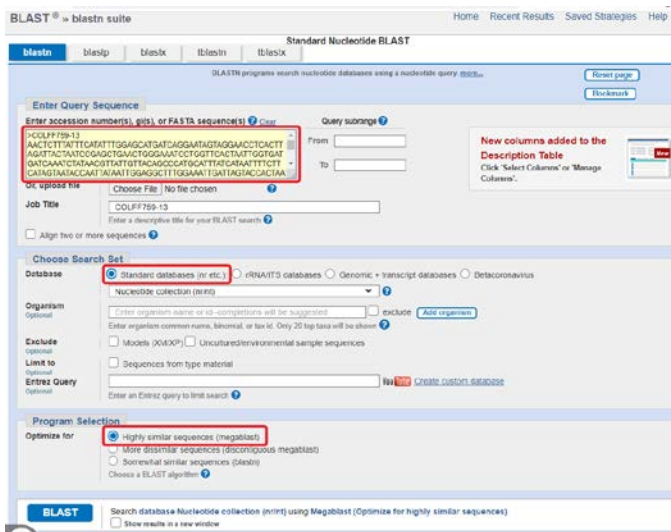 BLAST ® » blastn suite
Home Recent Results Saved Strategies Help
Standard Nucleotide BLAST
blastn blastp blastx tblastn tblastx
BLASTN programs search nucleotide databases using a nucleotide query. more...
Reset page
Bookmark
Enter Query Sequence
Enter accession number(s), gi(s), or FASTA sequence(s) Clear
Query subrange
>COLFF759-13
AACTCTTTATTTCATATTTGGAGCATGATCAGGAATAGTAGGAACCTCACTT
AGATTACTAATCCGAGCTGAACTGGGAAATCCTGGTTCACTAATTGGTGAT
GATCAAATCTATAACGTTATTGTTACAGCCCATGCATTTATCATAATTTTCTT
CATAGTAATACCAATTATAATTGGAGGCTTTGGAAATTGATTAGTACCACTAA
From
To
New columns added to the
Description Table
Click 'Select Columns' or 'Manage
Columns'.
New
Or, upload file
Choose File No file chosen
Job Title
COLFF759-13
Enter a descriptive title for your BLAST search
Align two or more sequences
Choose Search Set
Database
Standard databases (nr etc.) rRNA/ITS databases Genomic + transcript databases Betacoronavirus
Nucleotide collection (nr/nt)
Organism
Optional
Enter organism name or id--completions will be suggested
exclude Add organism
Enter organism common name, binomial, or tax id. Only 20 top taxa will be shown
Exclude
Optional
Models (XM/XP) Uncultured/environmental sample sequences
Limit to
Optional
Sequences from type material
Entrez Query
Optional
YouTube Create custom database
Enter an Entrez query to limit search
Program Selection
Optimize for
Highly similar sequences (megablast)
More dissimilar sequences (discontiguous megablast)
Somewhat similar sequences (blastn)
Choose a BLAST algorithm
BLAST
Search database Nucleotide collection (nr/nt) using Megablast (Optimize for highly similar sequences)
Show results in a new window